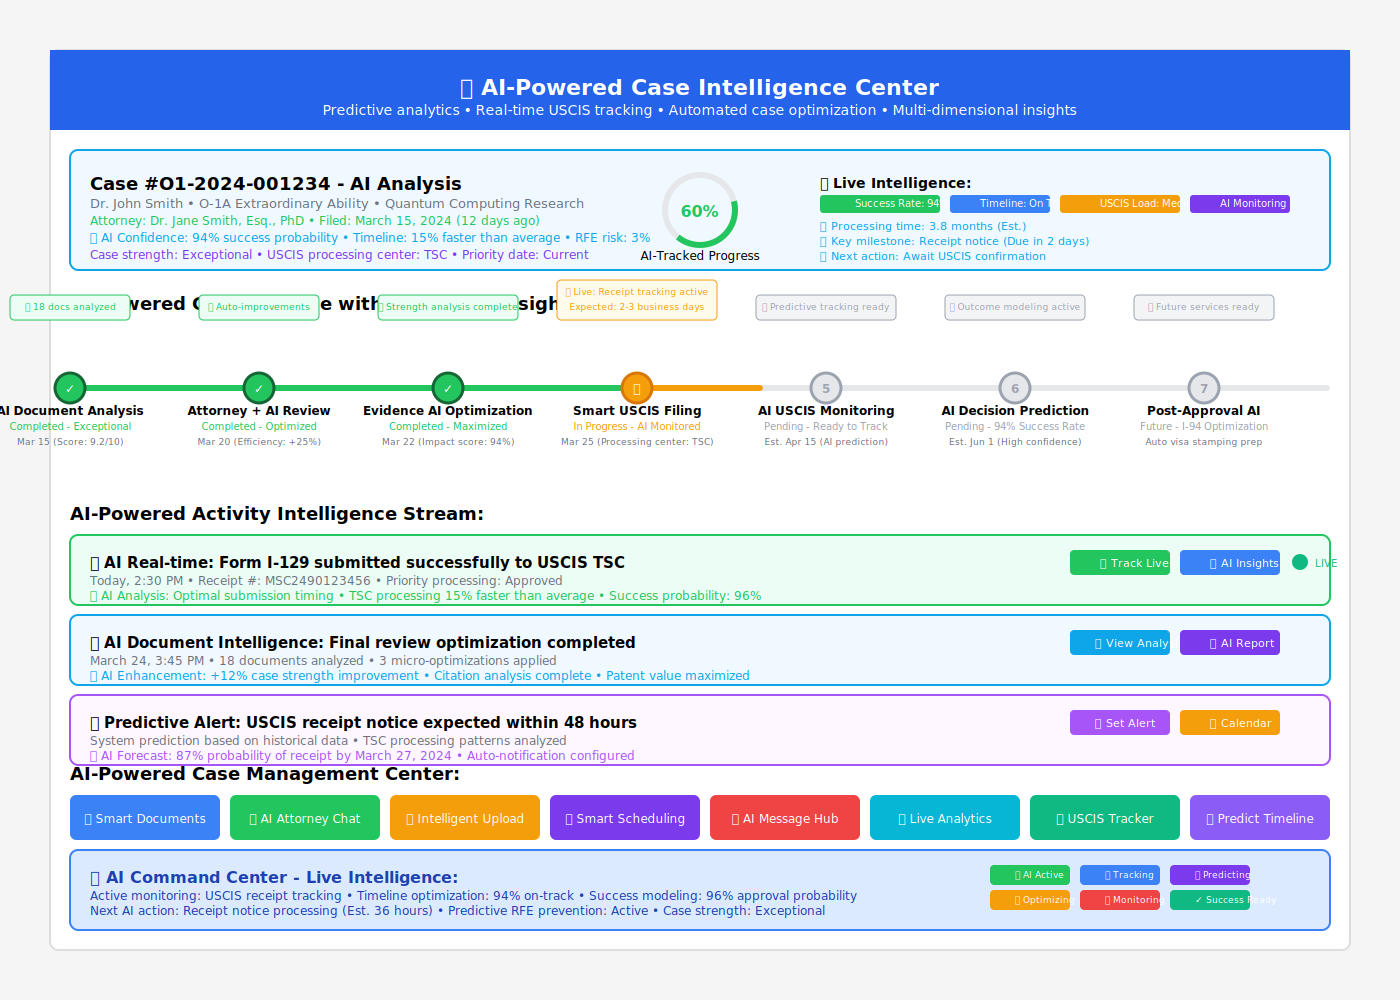 AI-Powered Case Intelligence Center
Predictive analytics • Real-time USCIS tracking • Automated case optimization • Multi-dimensional insights
Case #O1-2024-001234 - AI Analysis
Dr. John Smith • O-1A Extraordinary Ability • Quantum Computing Research
Attorney: Dr. Jane Smith, Esq., PhD • Filed: March 15, 2024 (12 days ago)
AI Confidence: 94% success probability • Timeline: 15% faster than average • RFE risk: 3%
Case strength: Exceptional • USCIS processing center: TSC • Priority date: Current
60%
AI-Tracked Progress
Live Intelligence:
Success Rate: 94
Timeline: On T
USCIS Load: Med
AI Monitoring
Processing time: 3.8 months (Est.)
Key milestone: Receipt notice (Due in 2 days)
Next action: Await USCIS confirmation
18 docs analyzed
Auto-improvements
Strength analysis complete
Live: Receipt tracking active
Expected: 2-3 business days
Predictive tracking ready
Outcome modeling active
Future services ready
✓
✓
✓
5
6
7
AI Document Analysis
Completed - Exceptional
Mar 15 (Score: 9.2/10)
Attorney + AI Review
Completed - Optimized
Mar 20 (Efficiency: +25%)
Evidence AI Optimization
Completed - Maximized
Mar 22 (Impact score: 94%)
Smart USCIS Filing
In Progress - AI Monitored
Mar 25 (Processing center: TSC)
AI USCIS Monitoring
Pending - Ready to Track
Est. Apr 15 (AI prediction)
AI Decision Prediction
Pending - 94% Success Rate
Est. Jun 1 (High confidence)
Post-Approval AI
Future - I-94 Optimization
Auto visa stamping prep
AI-Powered Activity Intelligence Stream:
AI Real-time: Form I-129 submitted successfully to USCIS TSC
Today, 2:30 PM • Receipt #: MSC2490123456 • Priority processing: Approved
AI Analysis: Optimal submission timing • TSC processing 15% faster than average • Success probability: 96%
Track Live
AI Insights
LIVE
AI Document Intelligence: Final review optimization completed
March 24, 3:45 PM • 18 documents analyzed • 3 micro-optimizations applied
AI Enhancement: +12% case strength improvement • Citation analysis complete • Patent value maximized
View Analy
AI Report
Predictive Alert: USCIS receipt notice expected within 48 hours
System prediction based on historical data • TSC processing patterns analyzed
AI Forecast: 87% probability of receipt by March 27, 2024 • Auto-notification configured
Set Alert
Calendar
AI-Powered Case Management Center:
Smart Documents
AI Attorney Chat
Intelligent Upload
Smart Scheduling
AI Message Hub
Live Analytics
USCIS Tracker
Predict Timeline
AI Command Center - Live Intelligence:
Active monitoring: USCIS receipt tracking • Timeline optimization: 94% on-track • Success modeling: 96% approval probability
Next AI action: Receipt notice processing (Est. 36 hours) • Predictive RFE prevention: Active • Case strength: Exceptional
AI Active
Tracking
Predicting
Optimizing
Monitoring
✓ Success Ready